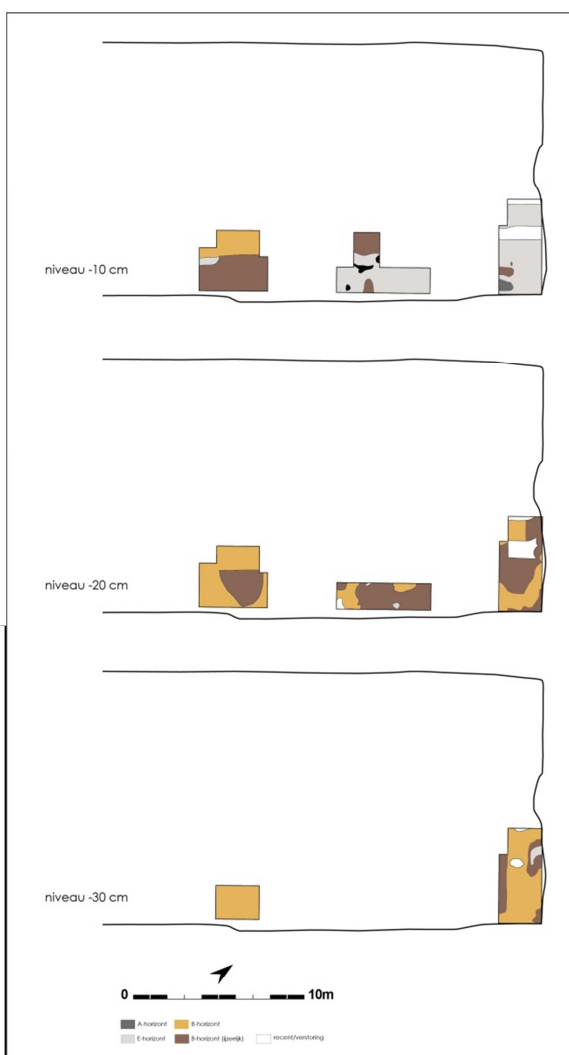 niveau -10 cm
niveau -20 cm
niveau -30 cm
0 10m
A-horizont B-horizont
E-horizont B-horizont (ijzerrijk) recent/verstoring